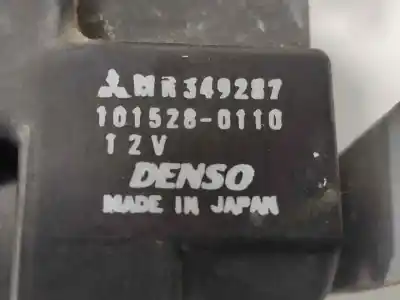 MR349287
101528-0110
12V
DENSO
MADE IN JAPAN